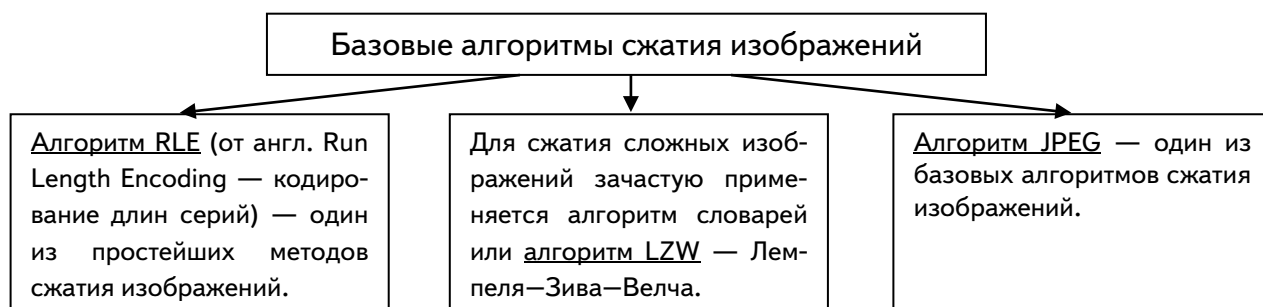 Базовые алгоритмы сжатия изображений
Алгоритм RLE (от англ. Run
Length Encoding — кодиро-
вание длин серий) — один
из простейших методов
сжатия изображений.
Для сжатия сложных изоб-
ражений зачастую приме-
няется алгоритм словарей
или алгоритм LZW — Лем-
пеля—Зива—Велча.
Алгоритм JPEG — один из
базовых алгоритмов сжатия
изображений.